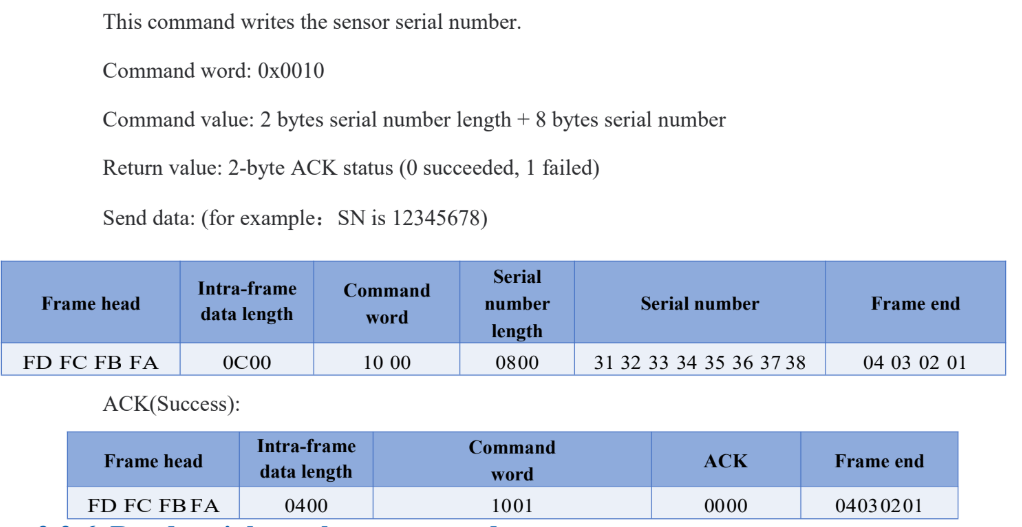 This command writes the sensor serial number.
Command word: 0x0010
Command value: 2 bytes serial number length + 8 bytes serial number
Return value: 2-byte ACK status (0 succeeded, 1 failed)
Send data: (for example：SN is 12345678)
Frame head Intra-frame data length Command word Serial number length Serial number Frame end
FD FC FB FA 0C00 10 00 0800 31 32 33 34 35 36 37 38 04 03 02 01
ACK(Success):
Frame head Intra-frame data length Command word ACK Frame end
FD FC FB FA 0400 1001 0000 04030201